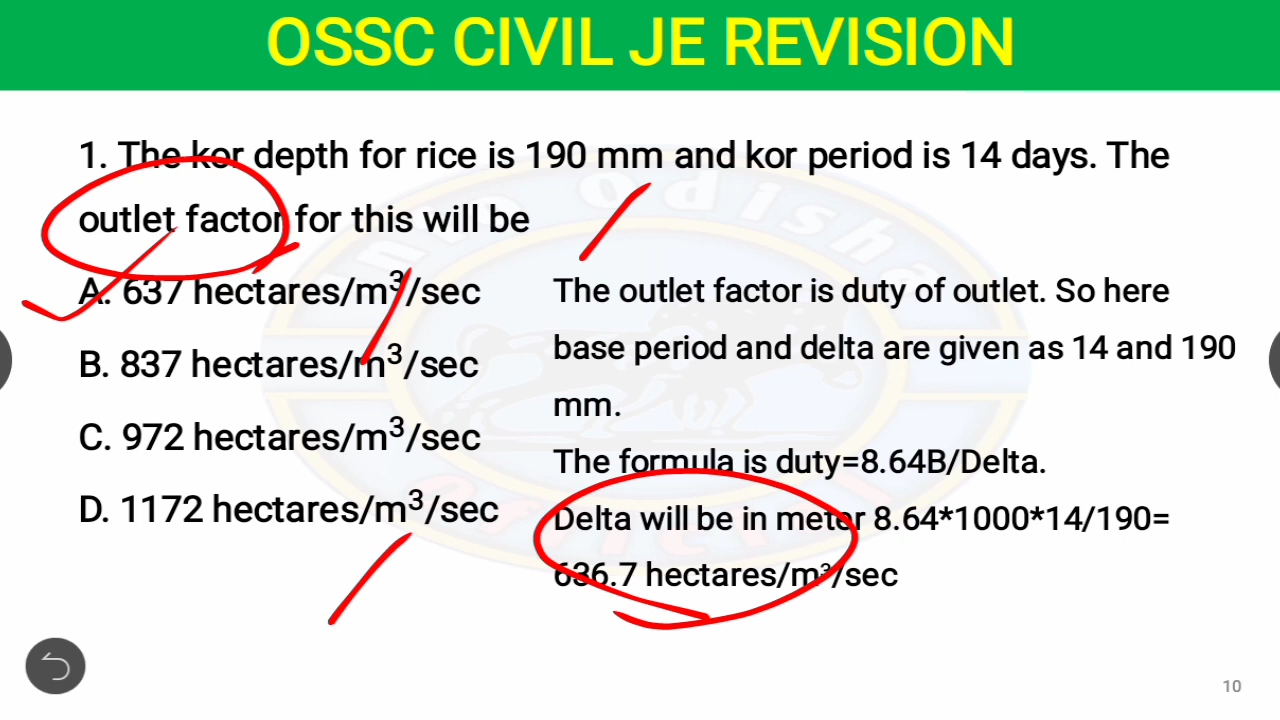 OSSC CIVIL JE REVISION
1. The kor depth for rice is 190 mm and kor period is 14 days. The
outlet factor for this will be
A. 637 hectares/m³/sec
B. 837 hectares/m³/sec
C. 972 hectares/m³/sec
D. 1172 hectares/m³/sec
The outlet factor is duty of outlet. So here
base period and delta are given as 14 and 190
mm.
The formula is duty=8.64B/Delta.
Delta will be in meter 8.64*1000*14/190=
636.7 hectares/m³/sec
10